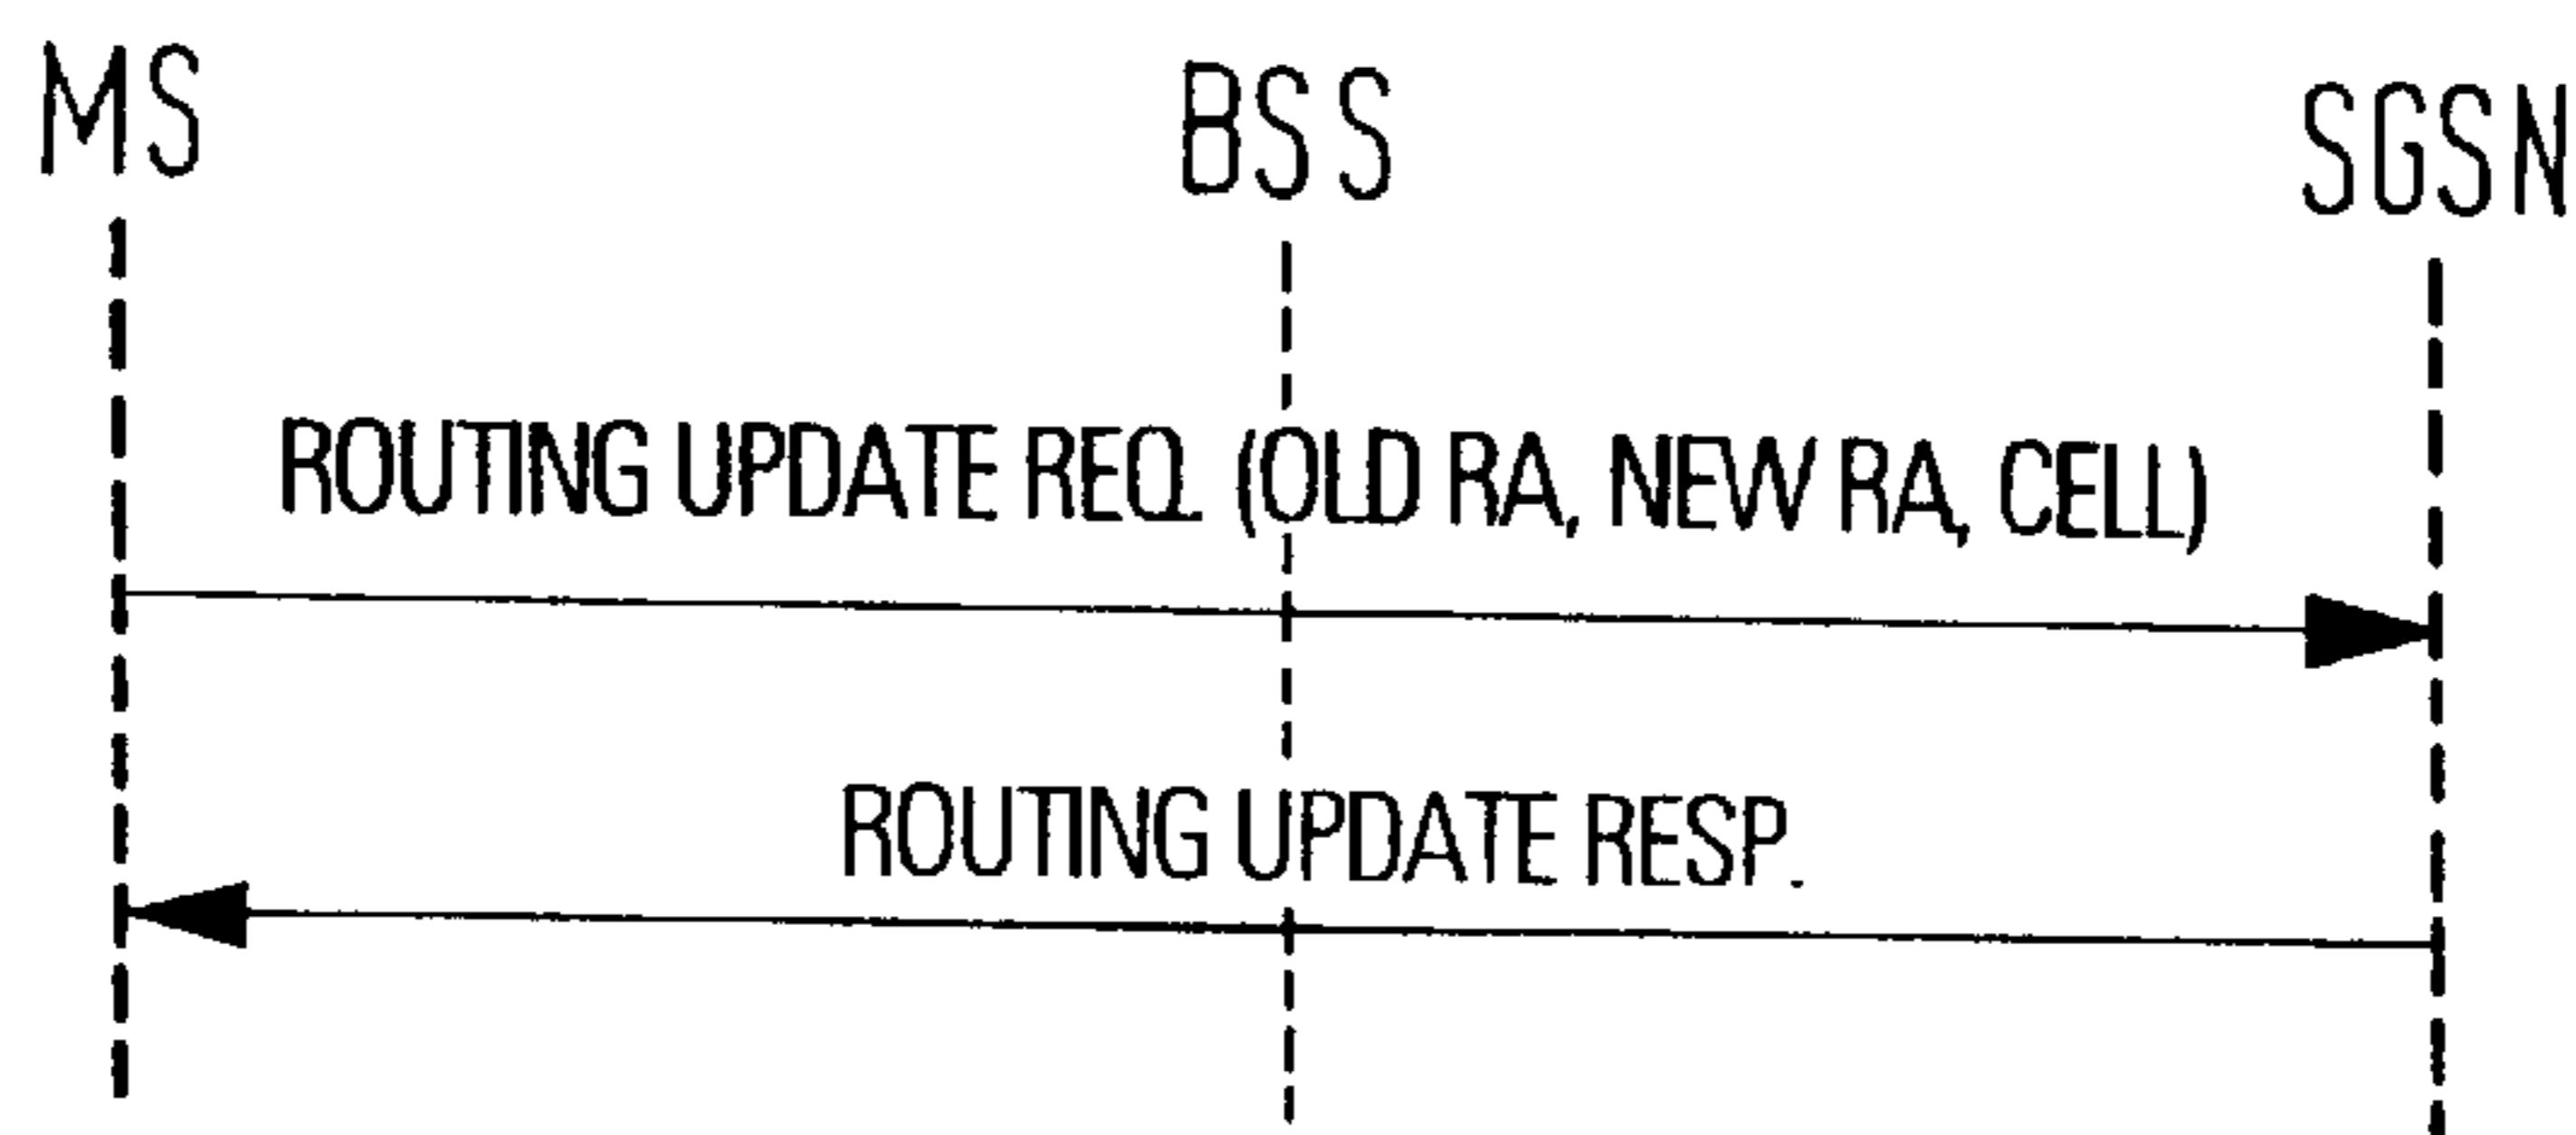 MS BSS SGSN
ROUTING UPDATE REQ. (OLD RA, NEW RA, CELL)
ROUTING UPDATE RESP.